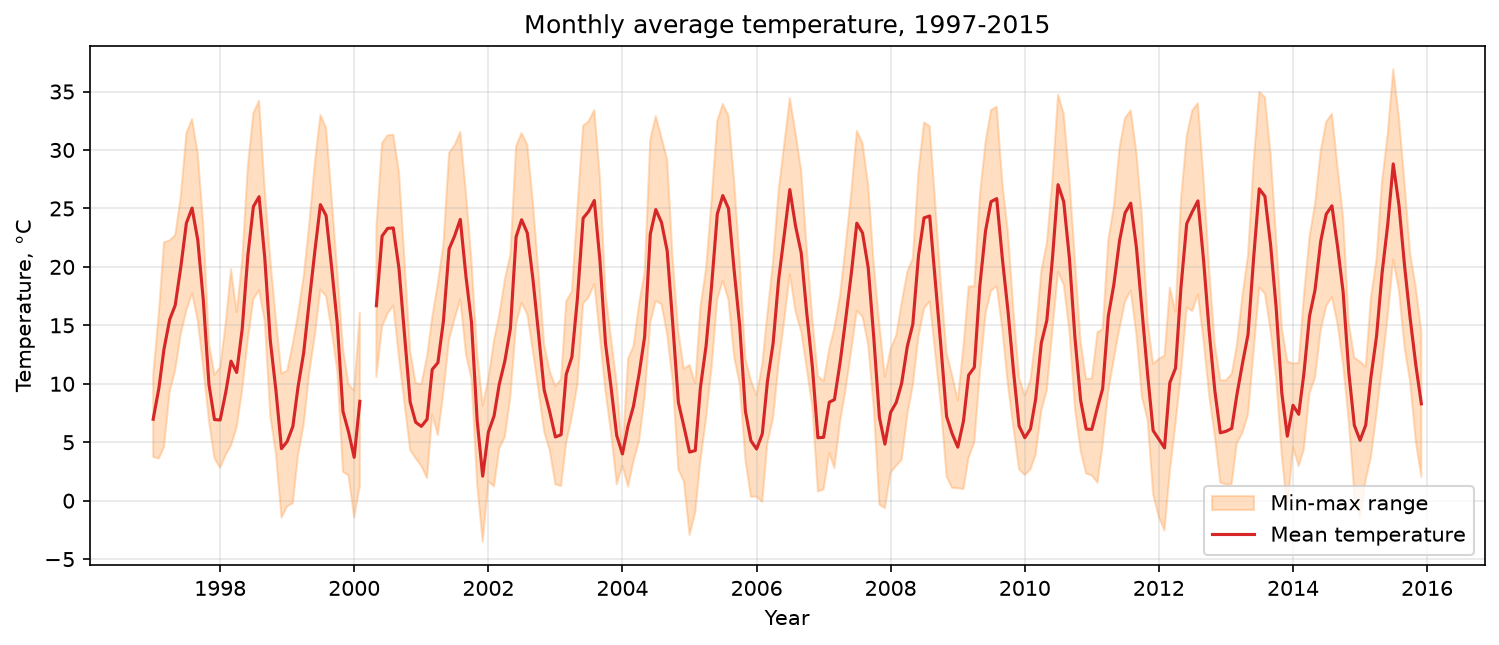 Monthly average temperature, 1997-2015
Temperature, °C
35
30
25
20
15
10
5
0
−5
Min-max range
Mean temperature
1998 2000 2002 2004 2006 2008 2010 2012 2014 2016
Year